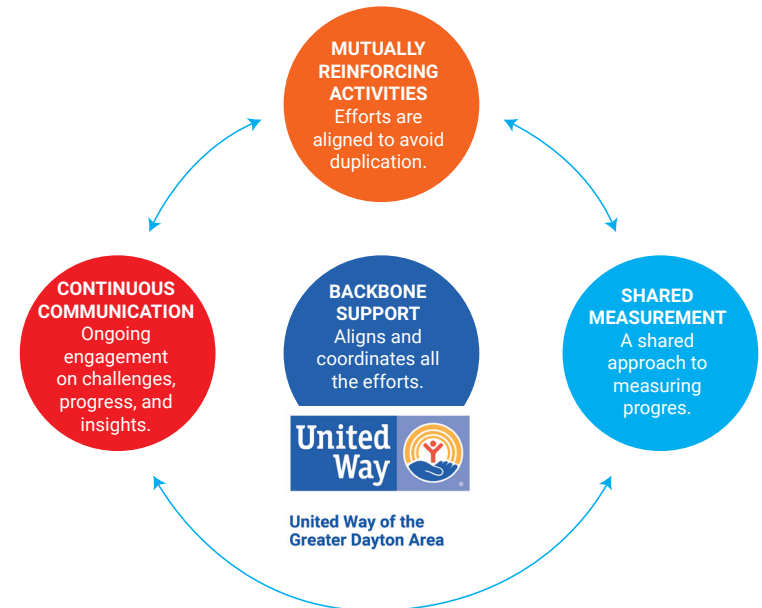 MUTUALLY
REINFORCING
ACTIVITIES
Efforts are
aligned to avoid
duplication.
CONTINUOUS
COMMUNICATION
Ongoing
engagement
on challenges,
progress, and
insights.
BACKBONE
SUPPORT
Aligns and
coordinates all
the efforts.
SHARED
MEASUREMENT
A shared
approach to
measuring
progres.
United
Way
United Way of the
Greater Dayton Area